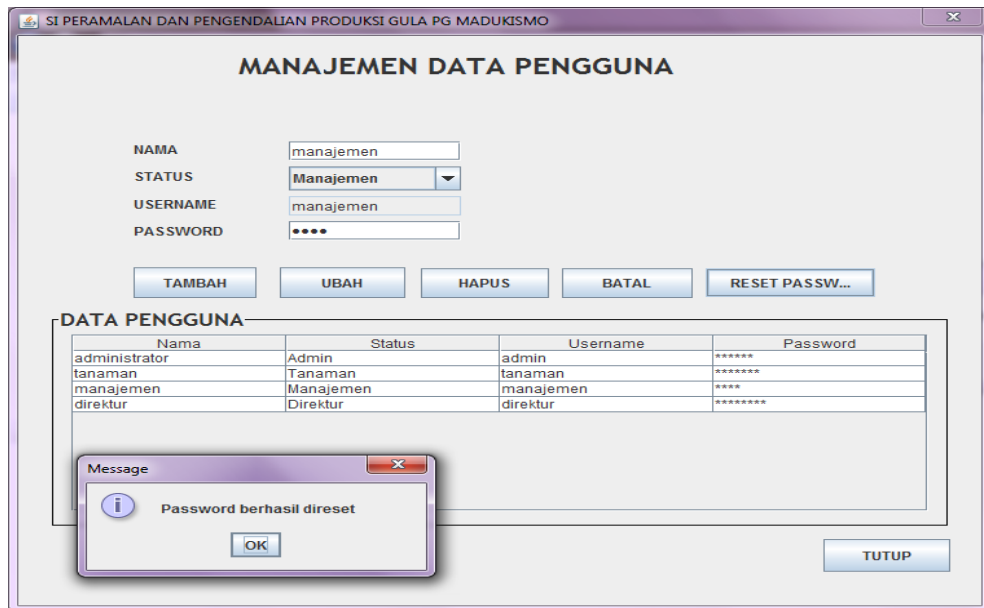 SI PERAMALAN DAN PENGENDALIAN PRODUKSI GULA PG MADUKISMO
MANAJEMEN DATA PENGGUNA
NAMA manajemen
STATUS Manajemen
USERNAME manajemen
PASSWORD ••••
TAMBAH UBAH HAPUS BATAL RESET PASSW...
DATA PENGGUNA
Nama Status Username Password
administrator Admin admin ******
tanaman Tanaman tanaman *******
manajemen Manajemen manajemen ****
direktur Direktur direktur ********
Message
Password berhasil direset
OK
TUTUP